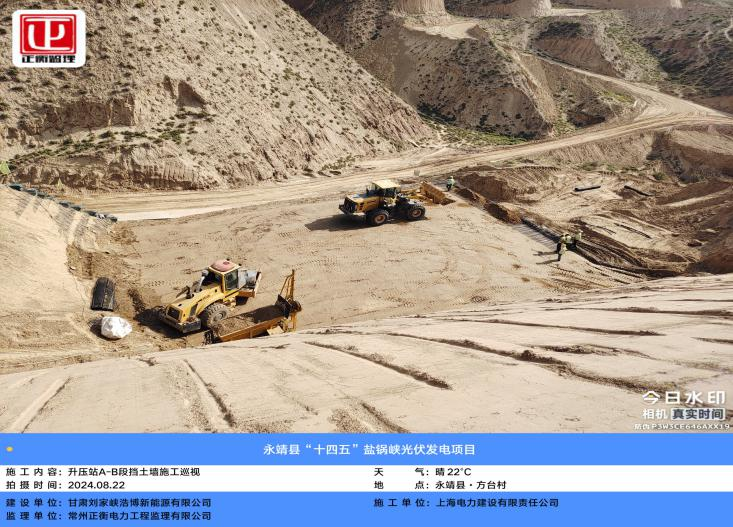 正衡监理
今日水印
相机 真实时间
防伪 P3W3CE646AXX19
永靖县“十四五”盐锅峡光伏发电项目
施工内容：升压站A-B段挡土墙施工巡视
天 气：晴 22℃
拍摄时间：2024.08.22
地 点：永靖县·方台村
建设单位：甘肃刘家峡浩博新能源有限公司
施工单位：上海电力建设有限责任公司
监理单位：常州正衡电力工程监理有限公司